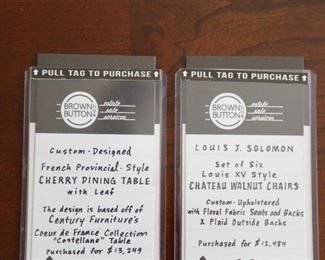 PULL TAG TO PURCHASE
BROWN BUTTON
estate
sale
services
Custom-Designed
French Provincial-Style
CHERRY DINING TABLE
with Leaf
The design is based off of
Century Furniture's
Coeur de France Collection
"Castellano" Table
Purchased for $13,249
PULL TAG TO PURCHASE
BROWN BUTTON
estate
sale
services
LOUIS J. SOLOMON
Set of Six
Louis XV Style
CHATEAU WALNUT CHAIRS
Custom-Upholstered
with Floral Fabric Seats and Backs
& Plaid Outside Backs
Purchased for $12,484